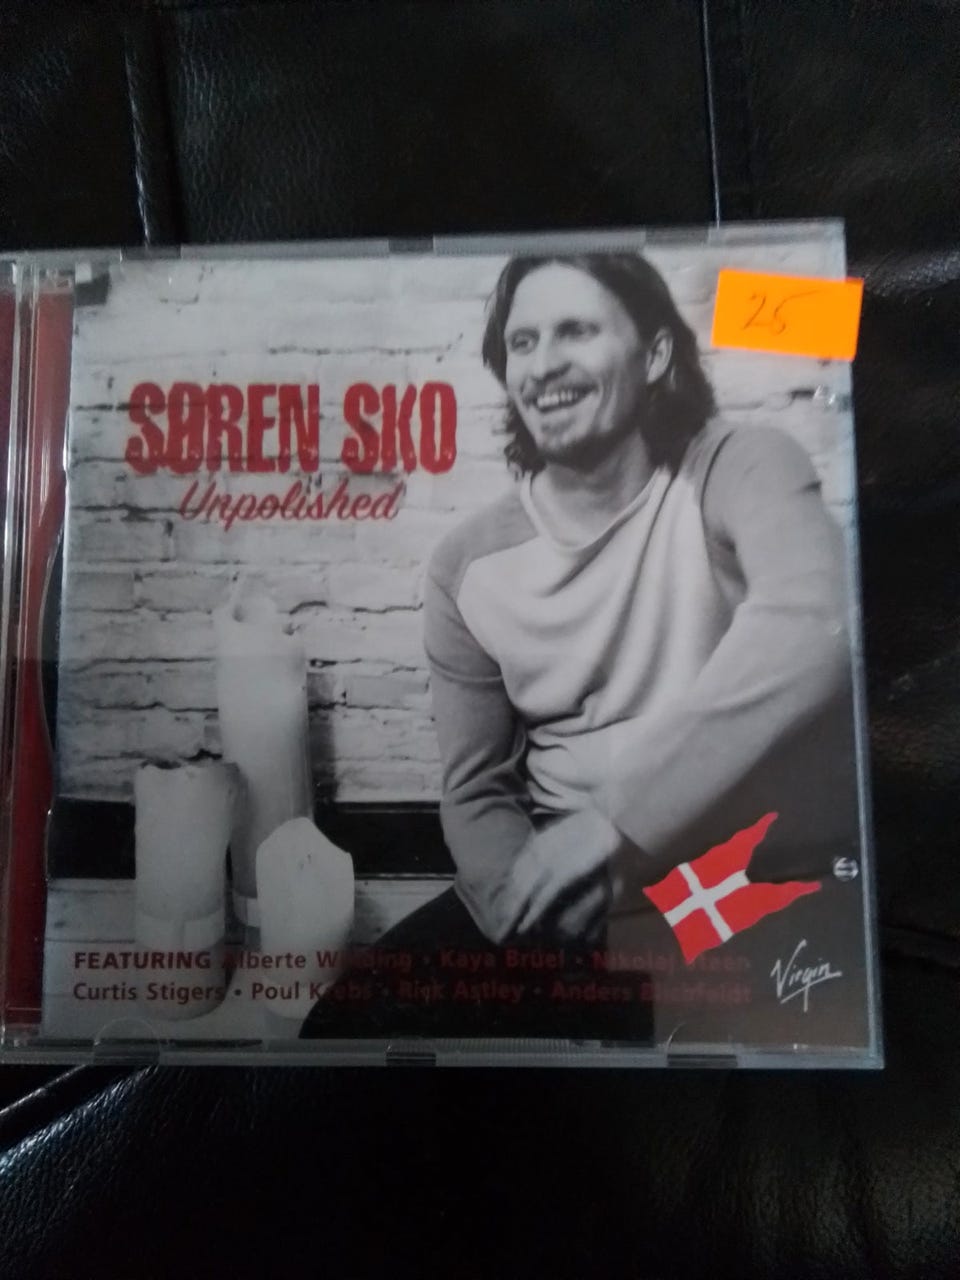 25
SØREN SKO
Unpolished
FEATURING Alberte Winding • Kaya Brüel • Nikolaj Steen
Curtis Stigers • Poul Krebs • Rick Astley • Anders Blichfeldt
Virgin